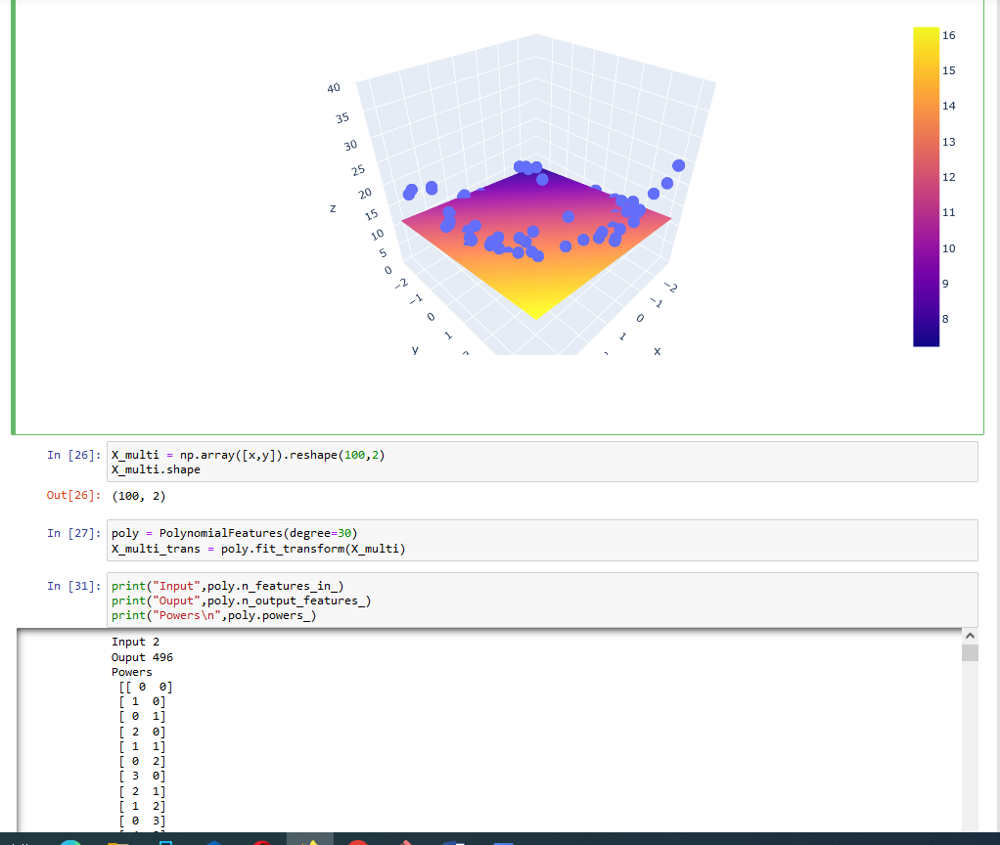 40
35
30
25
20
15
10
5
0
z
−2
−1
0
1
y
−2
−1
0
1
x
16
15
14
13
12
11
10
9
8
In [26]: X_multi = np.array([x,y]).reshape(100,2)
X_multi.shape
Out[26]: (100, 2)
In [27]: poly = PolynomialFeatures(degree=30)
X_multi_trans = poly.fit_transform(X_multi)
In [31]: print("Input",poly.n_features_in_)
print("Ouput",poly.n_output_features_)
print("Powers\n",poly.powers_)
Input 2
Ouput 496
Powers
[[ 0 0]
[ 1 0]
[ 0 1]
[ 2 0]
[ 1 1]
[ 0 2]
[ 3 0]
[ 2 1]
[ 1 2]
[ 0 3]